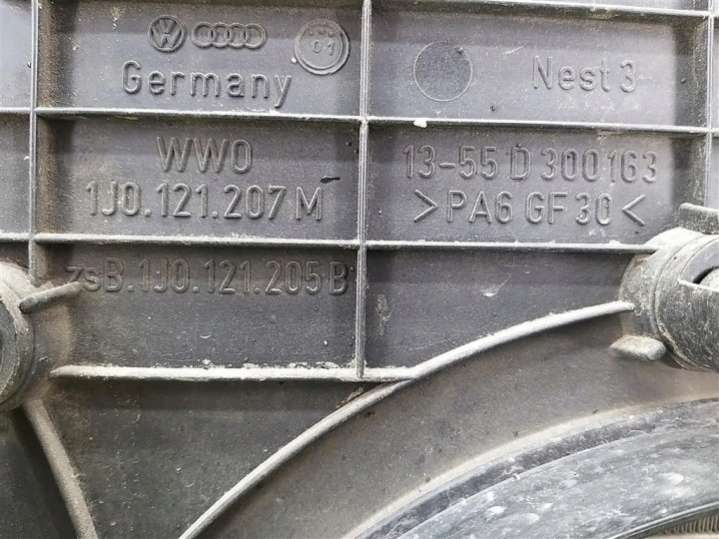 Germany
Nest 3
WWO
1J0.121.207 M
13-55 D 300163
>PA6 GF30<
zsB.1J0.121.205 B